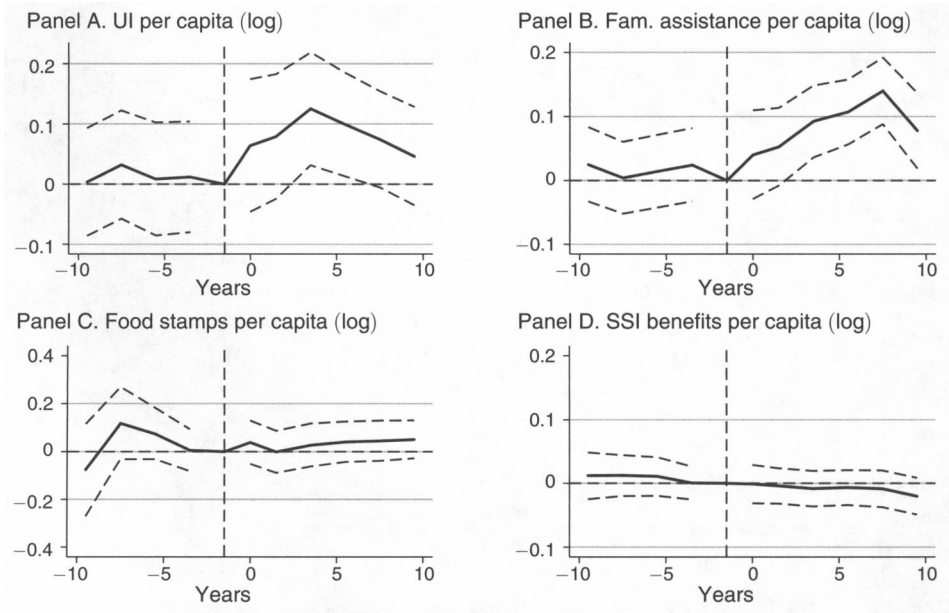 Panel A. UI per capita (log)
0.2
0.1
0
−0.1
−10 −5 0 5 10
Years
Panel B. Fam. assistance per capita (log)
0.2
0.1
0
−0.1
−10 −5 0 5 10
Years
Panel C. Food stamps per capita (log)
0.4
0.2
0
−0.2
−0.4
−10 −5 0 5 10
Years
Panel D. SSI benefits per capita (log)
0.2
0.1
0
−0.1
−10 −5 0 5 10
Years